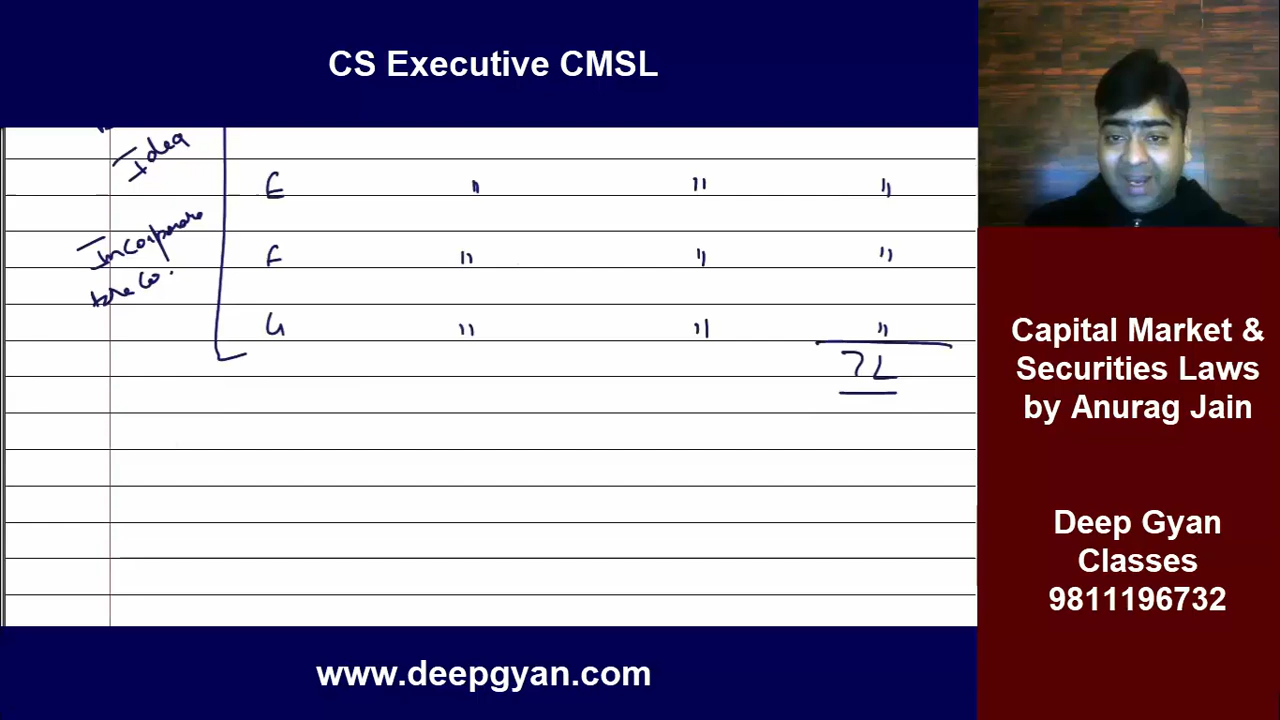 CS Executive CMSL
Idea
E " " "
Incorporate
the Co.
F " " "
G " " "
7L
Capital Market &
Securities Laws
by Anurag Jain
Deep Gyan
Classes
9811196732
www.deepgyan.com